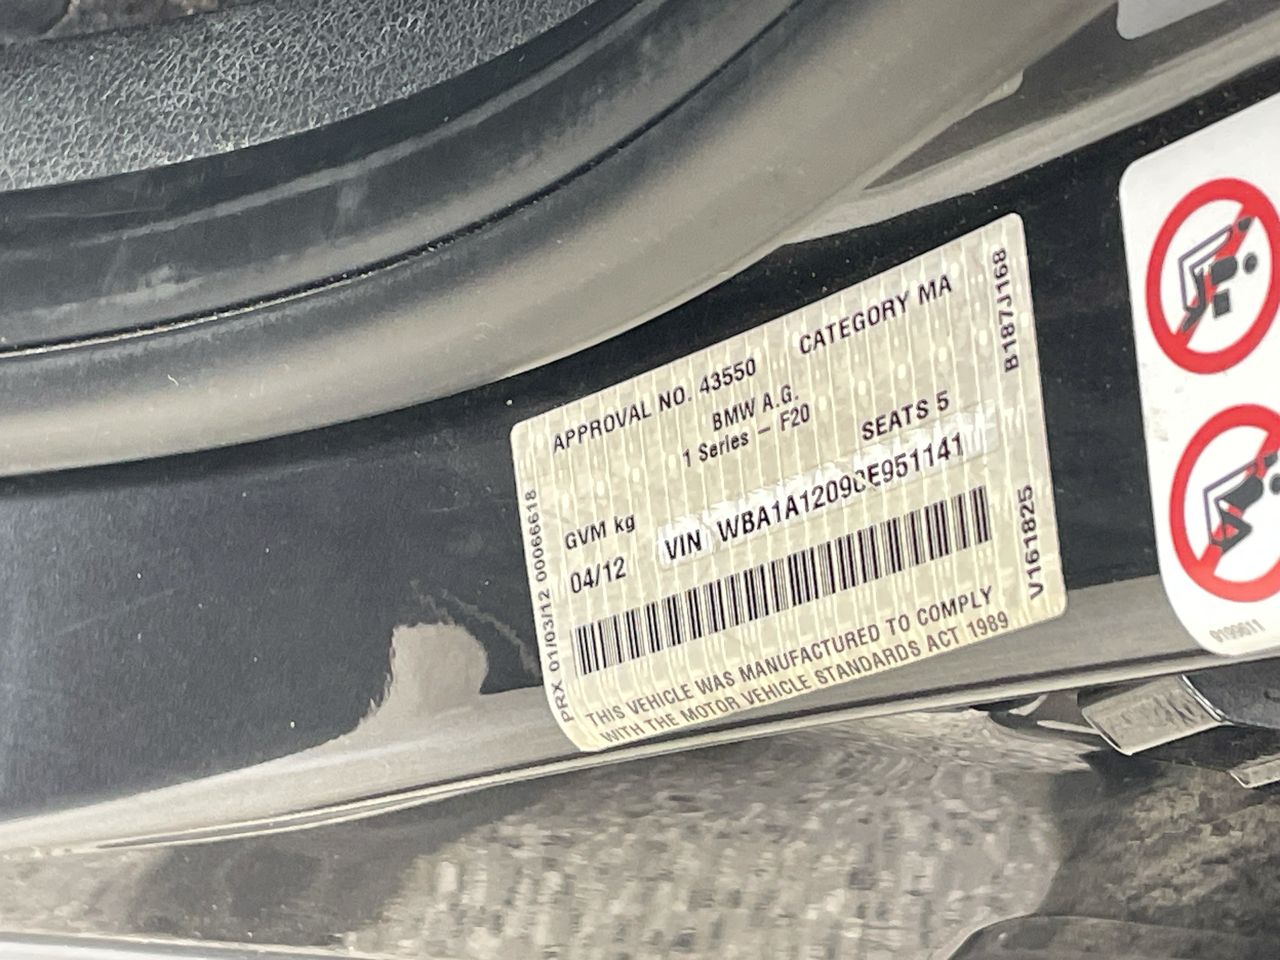 APPROVAL NO. 43550 CATEGORY MA
BMW A.G.
1 Series – F20
GVM kg SEATS 5
04/12 VIN
THIS VEHICLE WAS MANUFACTURED TO COMPLY
WITH THE MOTOR VEHICLE STANDARDS ACT 1989
PRX 01/03/12 00066618
B187J168
V161825